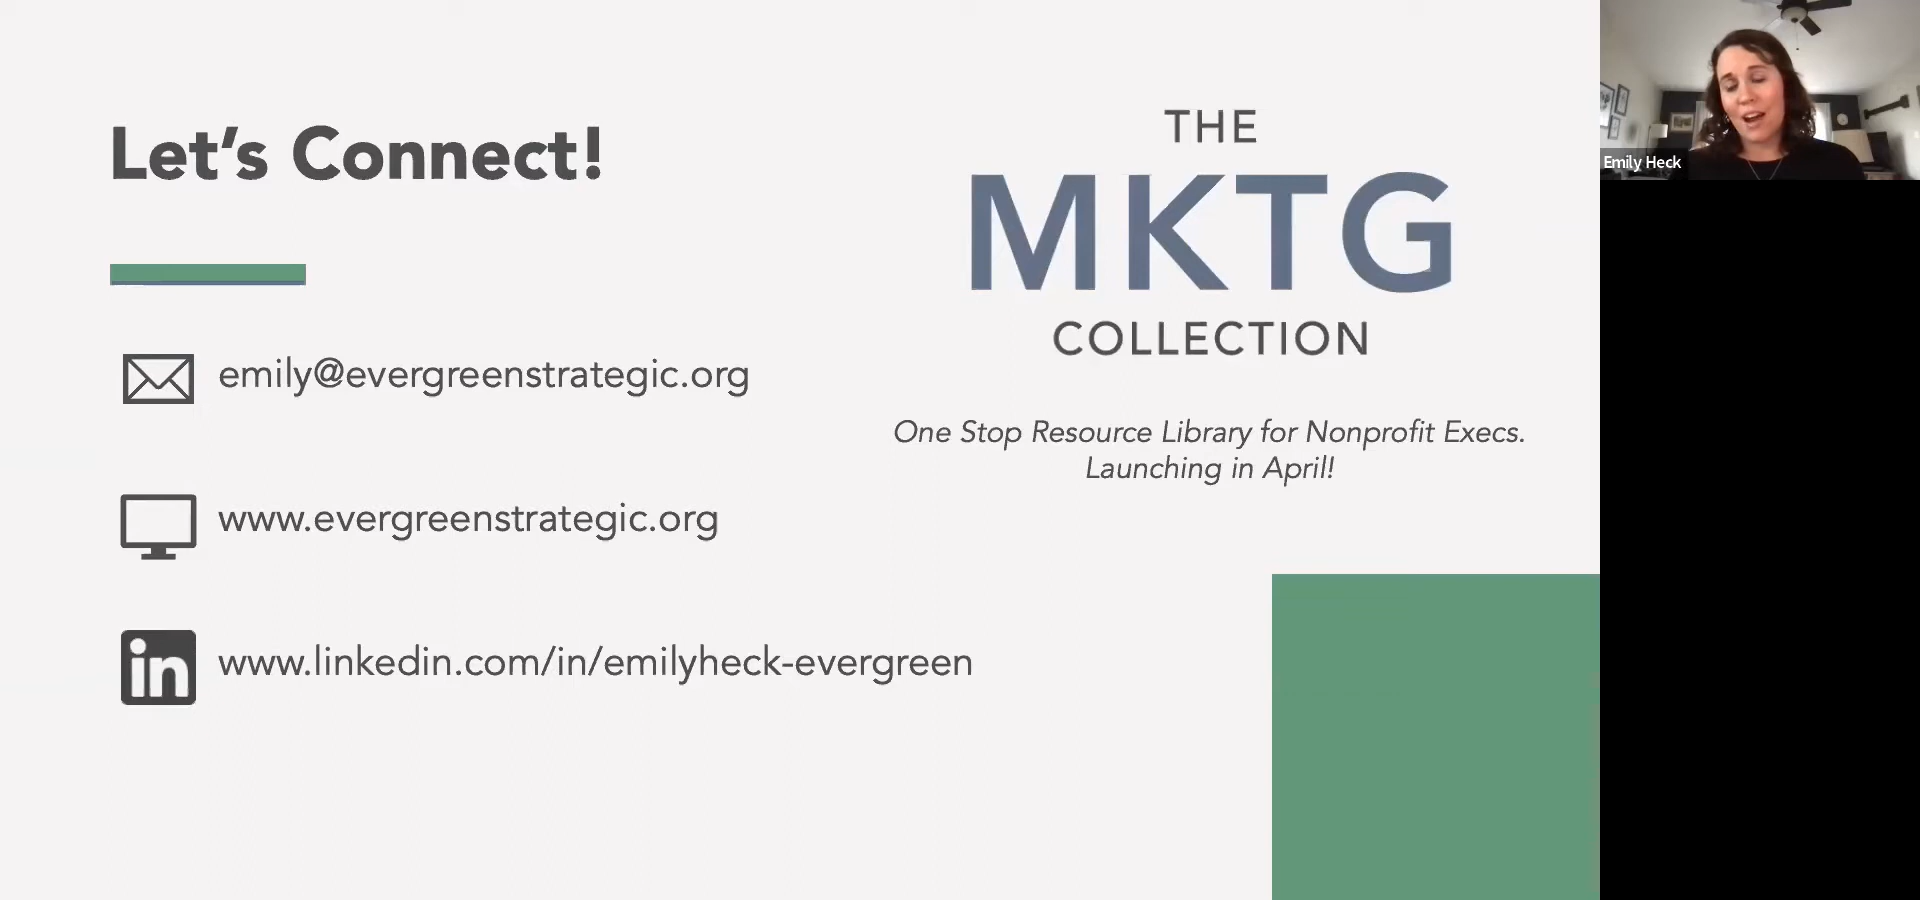 Let's Connect!
emily@evergreenstrategic.org
www.evergreenstrategic.org
in
www.linkedin.com/in/emilyheck-evergreen
THE
MKTG
COLLECTION
One Stop Resource Library for Nonprofit Execs.
Launching in April!
Emily Heck